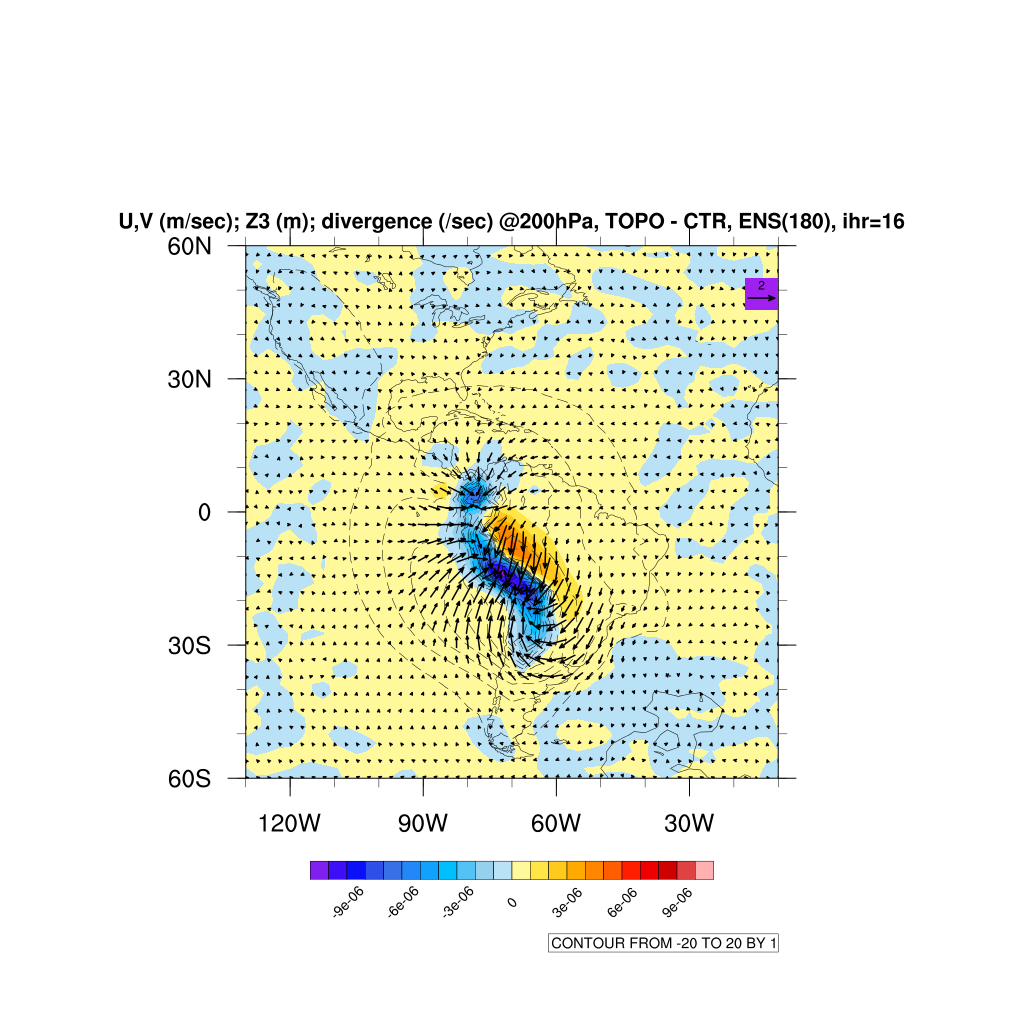 U,V (m/sec); Z3 (m); divergence (/sec) @200hPa, TOPO - CTR, ENS(180), ihr=16
60N
2
30N
0
30S
60S
120W 90W 60W 30W
-9e-06 -6e-06 -3e-06 0 3e-06 6e-06 9e-06
CONTOUR FROM -20 TO 20 BY 1